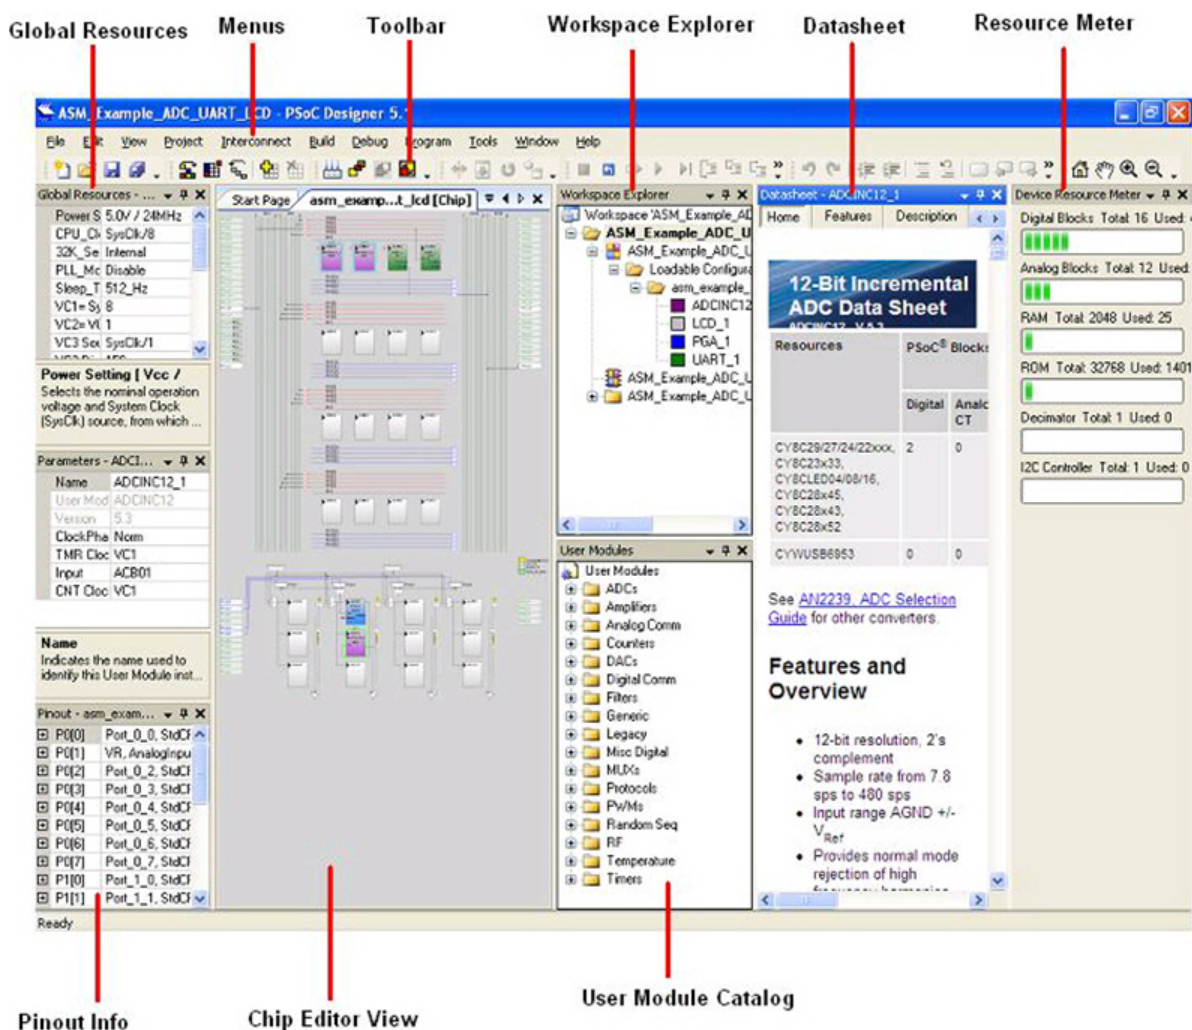 Global Resources
Menus
Toolbar
Workspace Explorer
Datasheet
Resource Meter
ASM_Example_ADC_UART_LCD - PSoC Designer 5.
File Edit View Project Interconnect Build Debug Program Tools Window Help
Global Resources - ...
Power S 5.0V / 24MHz
CPU_Cl SysClk/8
32K_Se Internal
PLL_Mc Disable
Sleep_T 512_Hz
VC1= Sy 8
VC2= VC 1
VC3 Sou SysClk/1
Power Setting [ Vcc /
Selects the nominal operation
voltage and System Clock
(SysClk) source, from which ...
Parameters - ADCI...
Name ADCINC12_1
User Mod ADCINC12
Version 5.3
ClockPha Norm
TMR Cloc VC1
Input ACB01
CNT Cloc VC1
Name
Indicates the name used to
identify this User Module inst...
Pinout - asm_exam...
P0[0] Port_0_0, StdCF
P0[1] VR, AnalogInpu
P0[2] Port_0_2, StdCF
P0[3] Port_0_3, StdCF
P0[4] Port_0_4, StdCF
P0[5] Port_0_5, StdCF
P0[6] Port_0_6, StdCF
P0[7] Port_0_7, StdCF
P1[0] Port_1_0, StdCF
P1[1] Port_1_1, StdCF
Ready
Start Page
asm_examp...t_lcd [Chip]
Workspace Explorer
Workspace 'ASM_Example_AD
ASM_Example_ADC_U
ASM_Example_ADC_U
Loadable Configura
asm_example_
ADCINC12
LCD_1
PGA_1
UART_1
ASM_Example_ADC_U
ASM_Example_ADC_U
User Modules
User Modules
ADCs
Amplifiers
Analog Comm
Counters
DACs
Digital Comm
Filters
Generic
Legacy
Misc Digital
MUXs
Protocols
PWMs
Random Seq
RF
Temperature
Timers
Datasheet - ADCINC12_1
Home Features Description
12-Bit Incremental
ADC Data Sheet
ADCINC12 V 5.3
Resources PSoC® Blocks
Digital Analo
CT
CY8C29/27/24/22xxx, 2 0
CY8C23x33,
CY8CLED04/08/16,
CY8C28x45,
CY8C28x43,
CY8C28x52
CYWUSB6953 0 0
See AN2239, ADC Selection
Guide for other converters.
Features and
Overview
• 12-bit resolution, 2's
complement
• Sample rate from 7.8
sps to 480 sps
• Input range AGND +/-
VRef
• Provides normal mode
rejection of high
frequency harmonics
Device Resource Meter
Digital Blocks Total: 16 Used: 4
Analog Blocks Total: 12 Used:
RAM Total: 2048 Used: 25
ROM Total: 32768 Used: 1401
Decimator Total: 1 Used: 0
I2C Controller Total: 1 Used: 0
Pinout Info
Chip Editor View
User Module Catalog